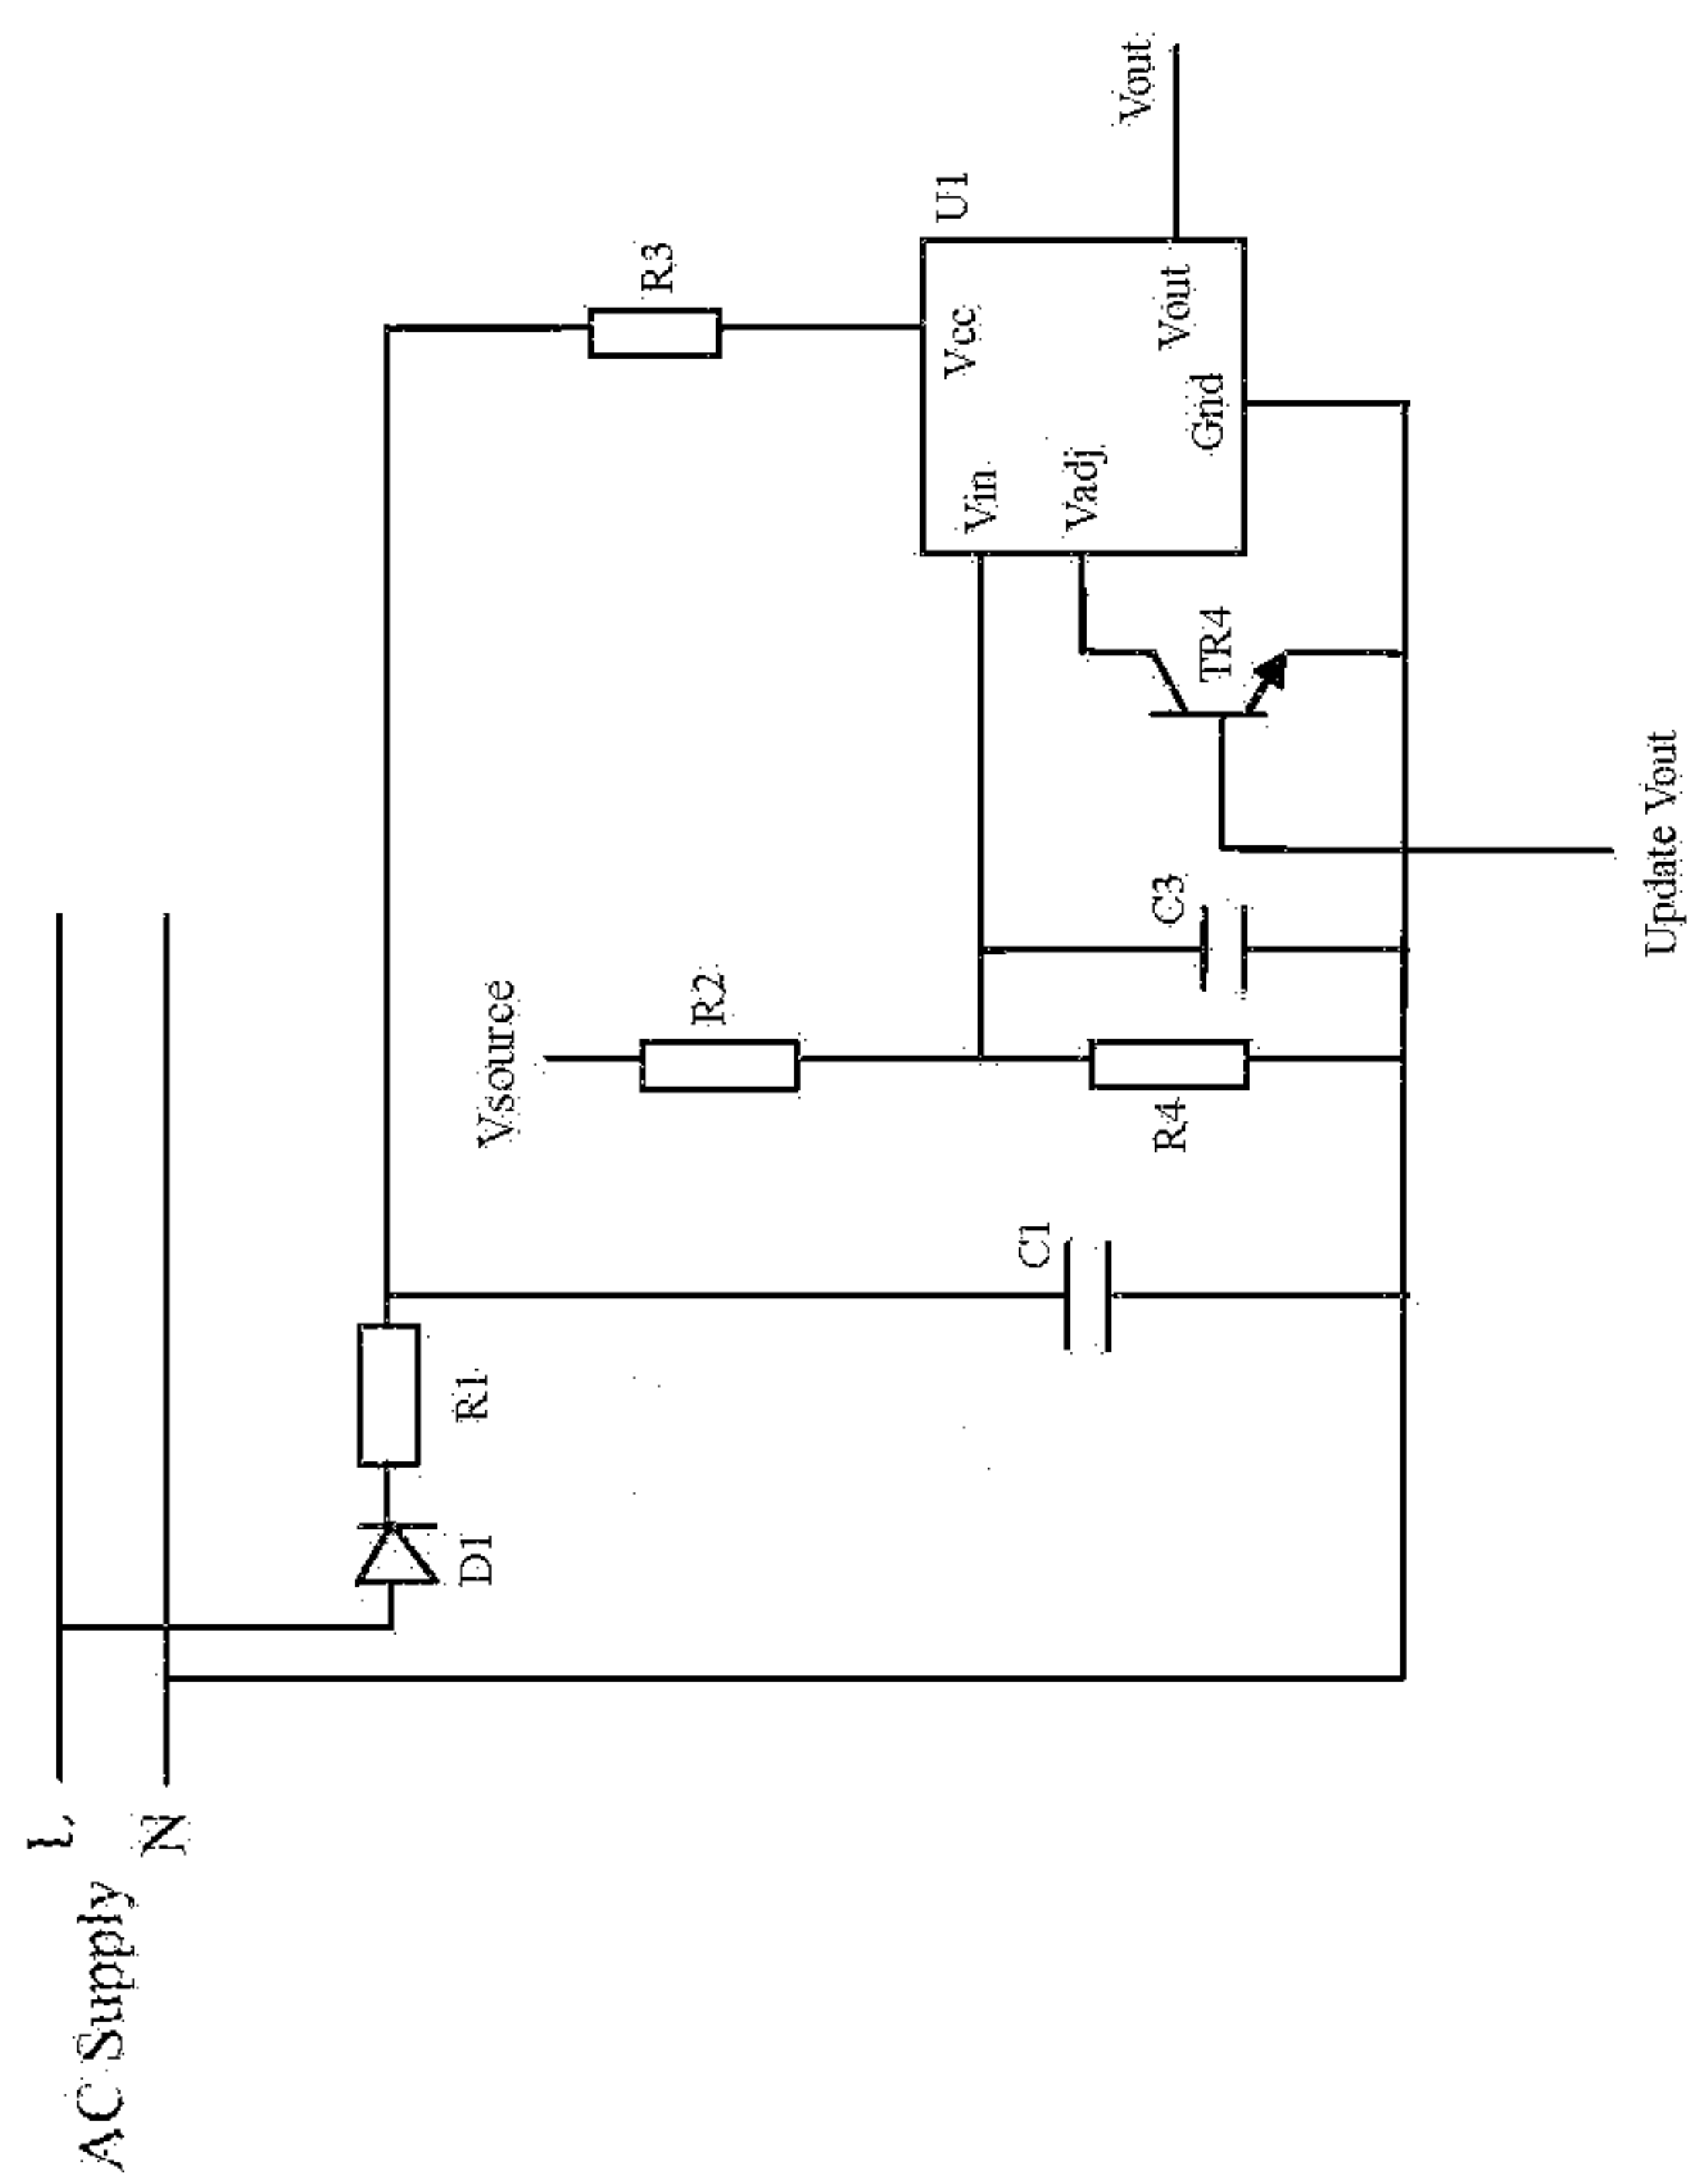 AC Supply
L
N
D1
R1
C1
Vsource
R2
R4
C3
R3
U1
Vcc
Vin
Vadj
Vout
Gnd
Vout
TR4
Update Vout